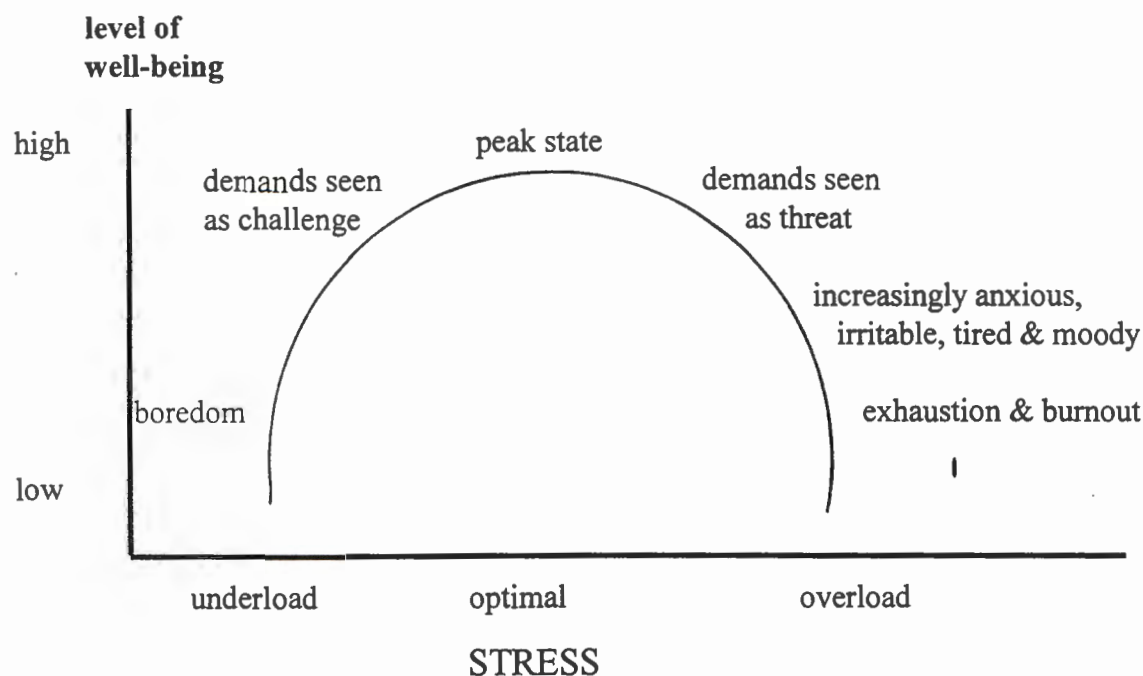 level of
well-being
high
peak state
demands seen
as challenge
demands seen
as threat
increasingly anxious,
irritable, tired & moody
boredom
exhaustion & burnout
low
underload
optimal
overload
STRESS